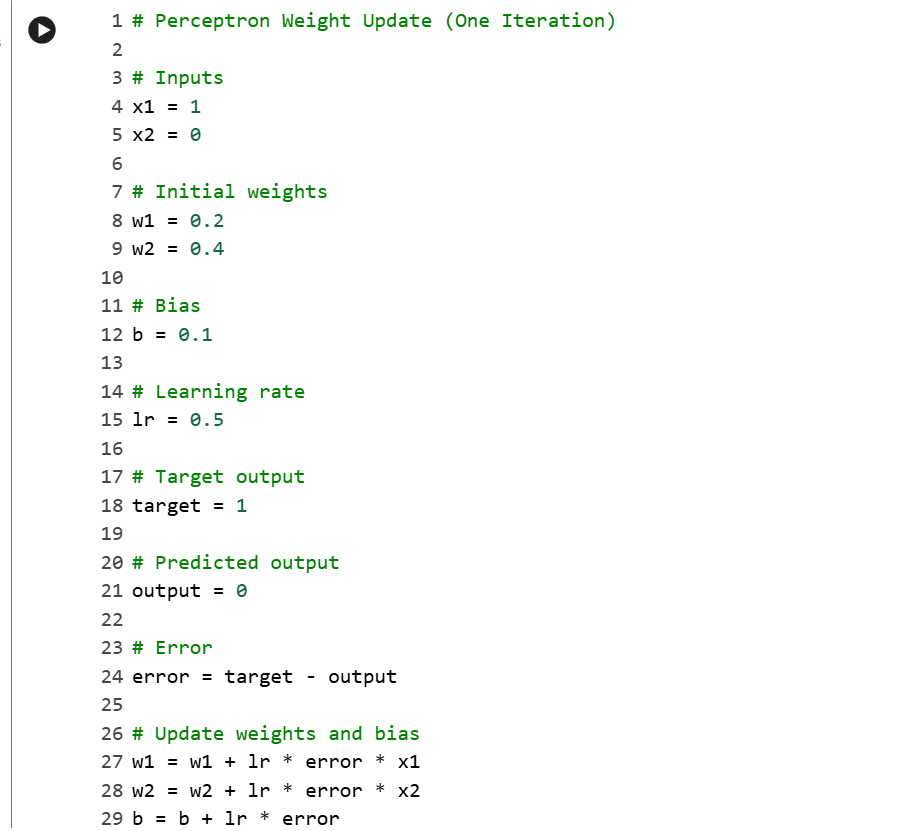 1 # Perceptron Weight Update (One Iteration)
2
3 # Inputs
4 x1 = 1
5 x2 = 0
6
7 # Initial weights
8 w1 = 0.2
9 w2 = 0.4
10
11 # Bias
12 b = 0.1
13
14 # Learning rate
15 lr = 0.5
16
17 # Target output
18 target = 1
19
20 # Predicted output
21 output = 0
22
23 # Error
24 error = target - output
25
26 # Update weights and bias
27 w1 = w1 + lr * error * x1
28 w2 = w2 + lr * error * x2
29 b = b + lr * error